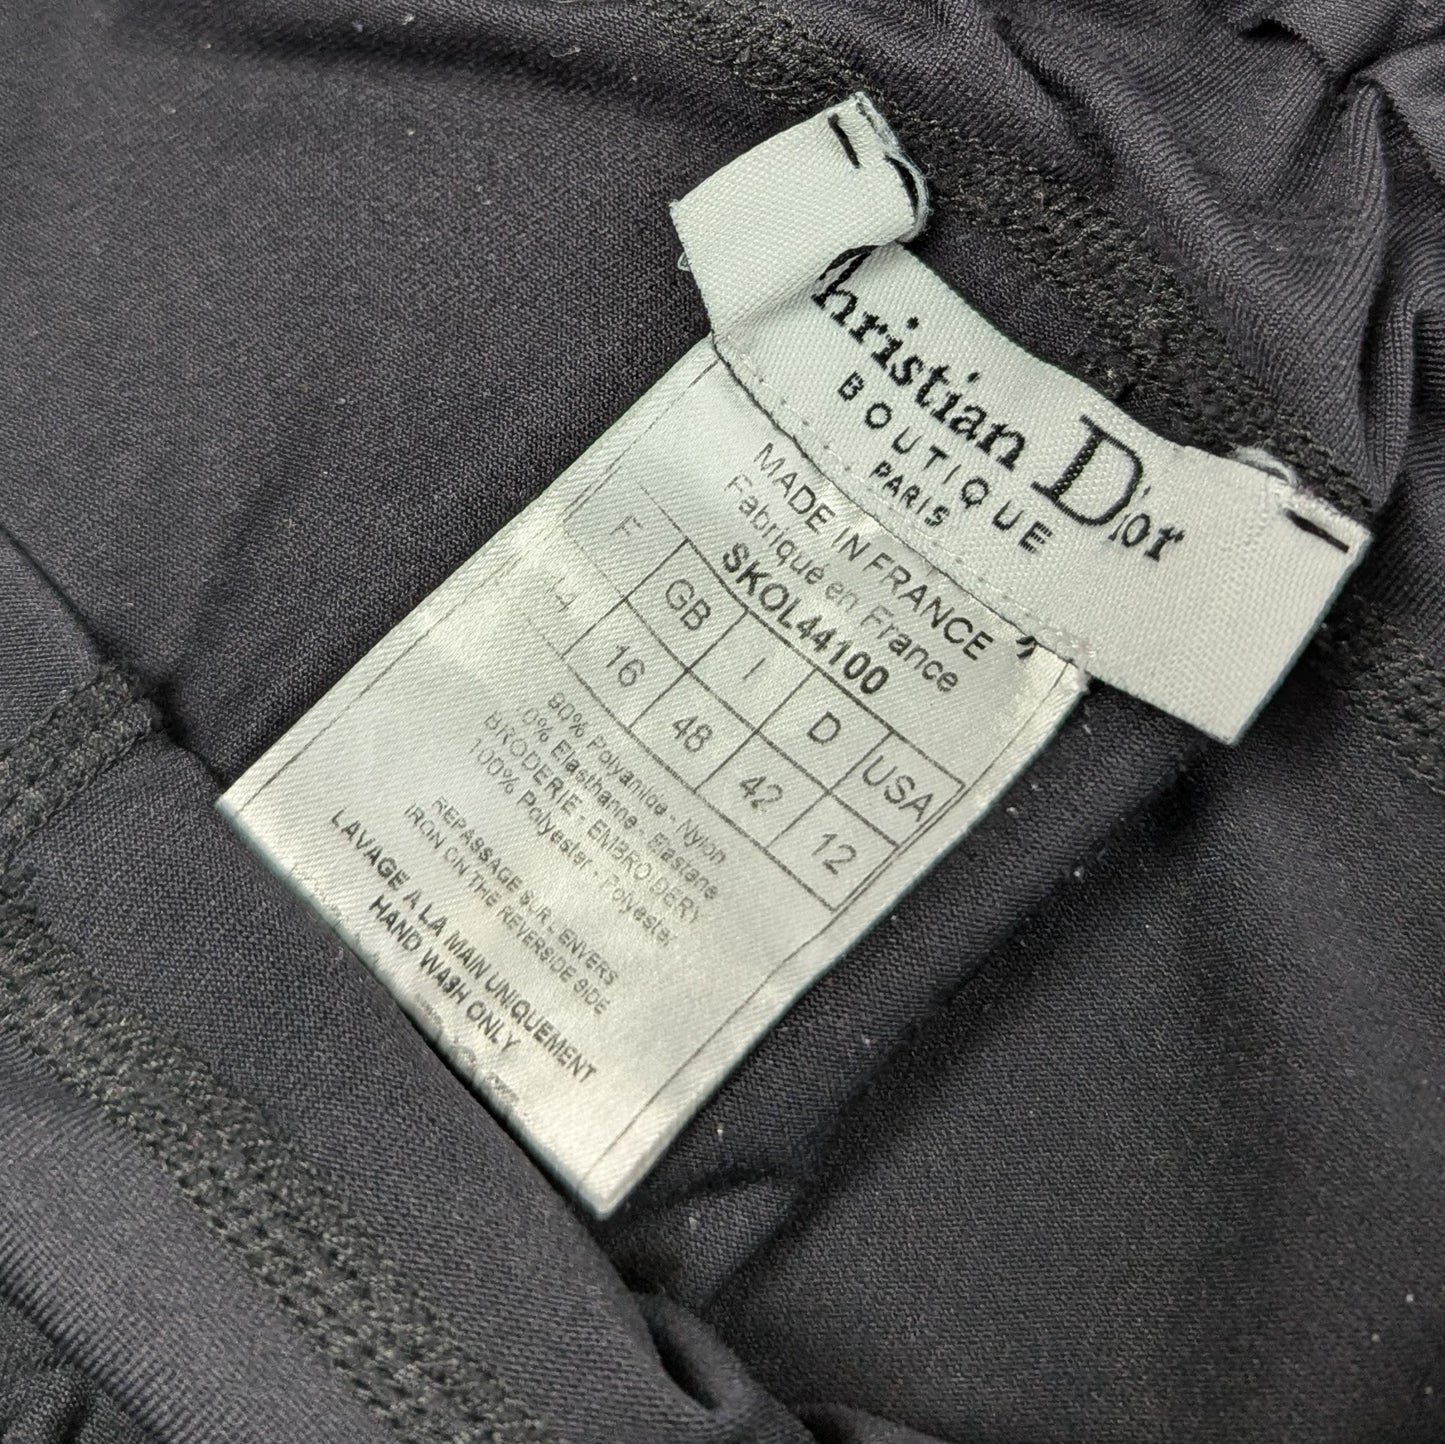 Christian Dior
BOUTIQUE
PARIS
MADE IN FRANCE
Fabriqué en France
SKOL44100
F GB I D USA
16 48 42 12
Polyamide - Nylon
Elasthanne - Elastane
BRODERIE - EMBROIDERY
100% Polyester - Polyester
REPASSAGE SUR - ENVERS
IRON ON THE REVERSE SIDE
LAVAGE À LA MAIN UNIQUEMENT
HAND WASH ONLY